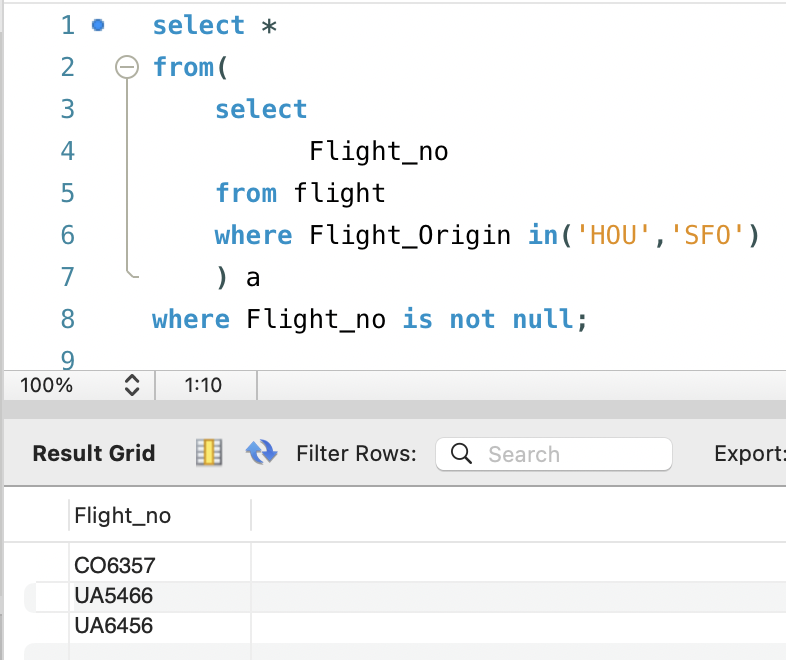 1 select *
2 from(
3 select
4 Flight_no
5 from flight
6 where Flight_Origin in('HOU','SFO')
7 ) a
8 where Flight_no is not null;
9
100% 1:10
Result Grid Filter Rows: Search Export:
Flight_no
CO6357
UA5466
UA6456